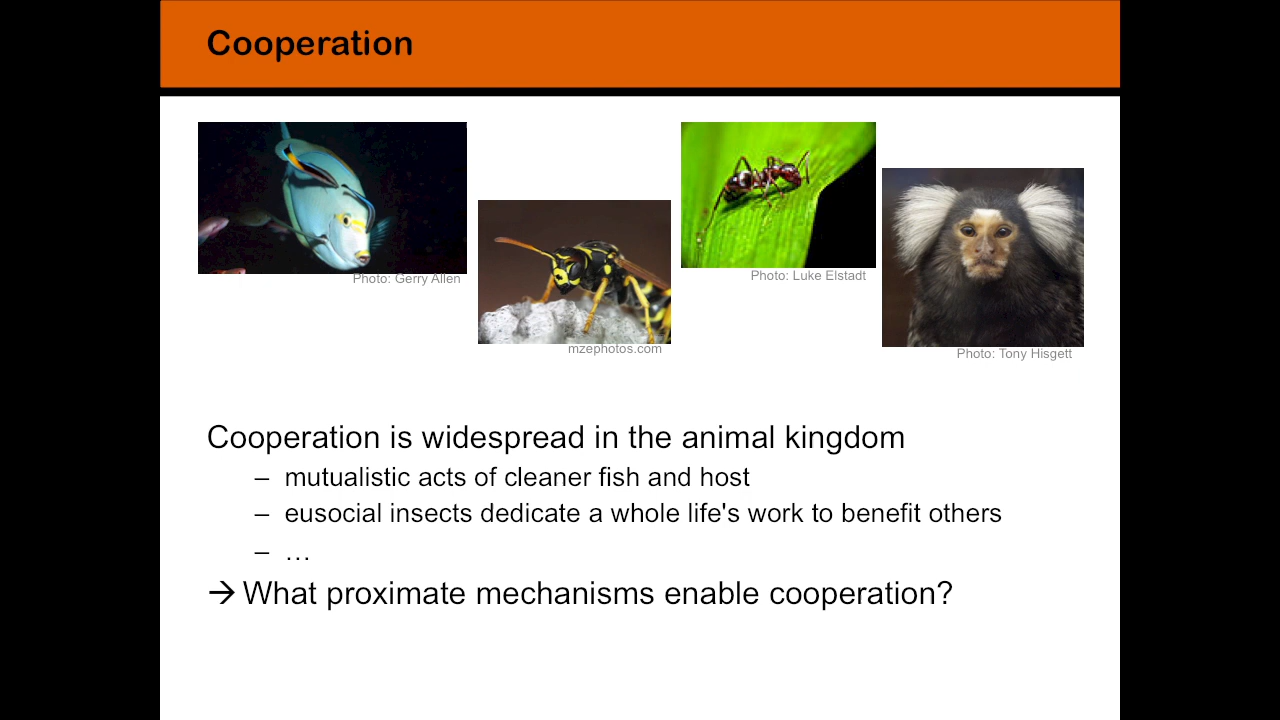 Cooperation
Photo: Gerry Allen
mzephotos.com
Photo: Luke Elstadt
Photo: Tony Hisgett
Cooperation is widespread in the animal kingdom
– mutualistic acts of cleaner fish and host
– eusocial insects dedicate a whole life's work to benefit others
– …
→ What proximate mechanisms enable cooperation?